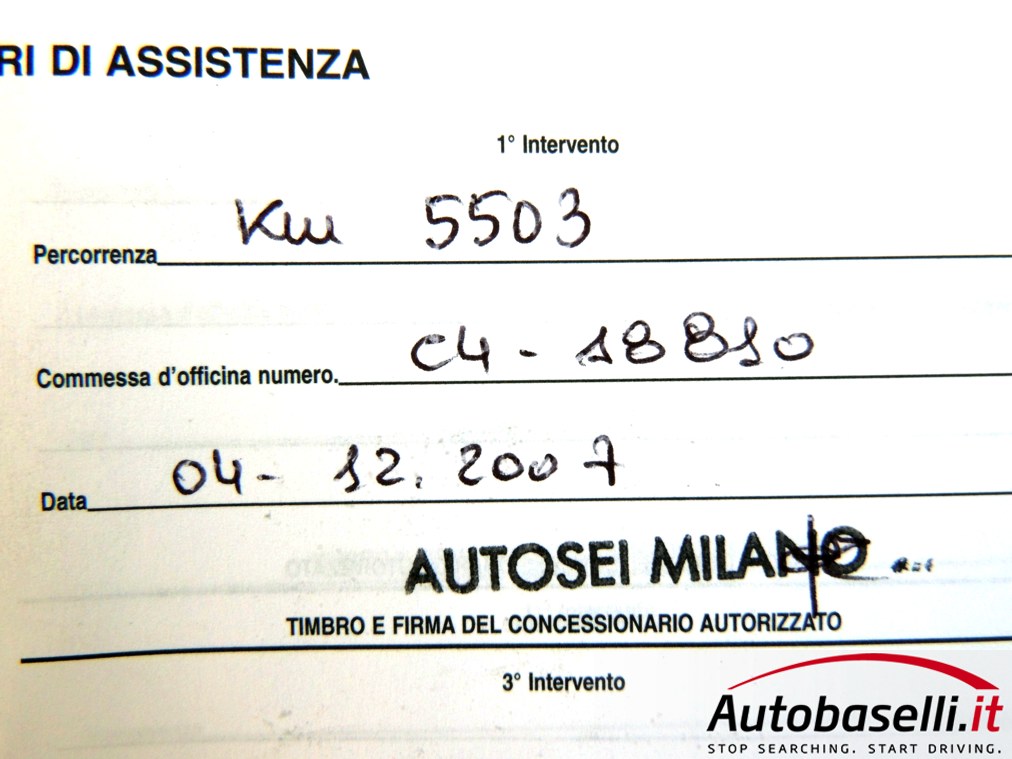 RI DI ASSISTENZA
1° Intervento
Percorrenza Km 5503
Commessa d'officina numero. C4 - 18810
Data 04 - 12. 2007
AUTOSEI MILANO
TIMBRO E FIRMA DEL CONCESSIONARIO AUTORIZZATO
3° Intervento
Autobaselli.it
STOP SEARCHING. START DRIVING.